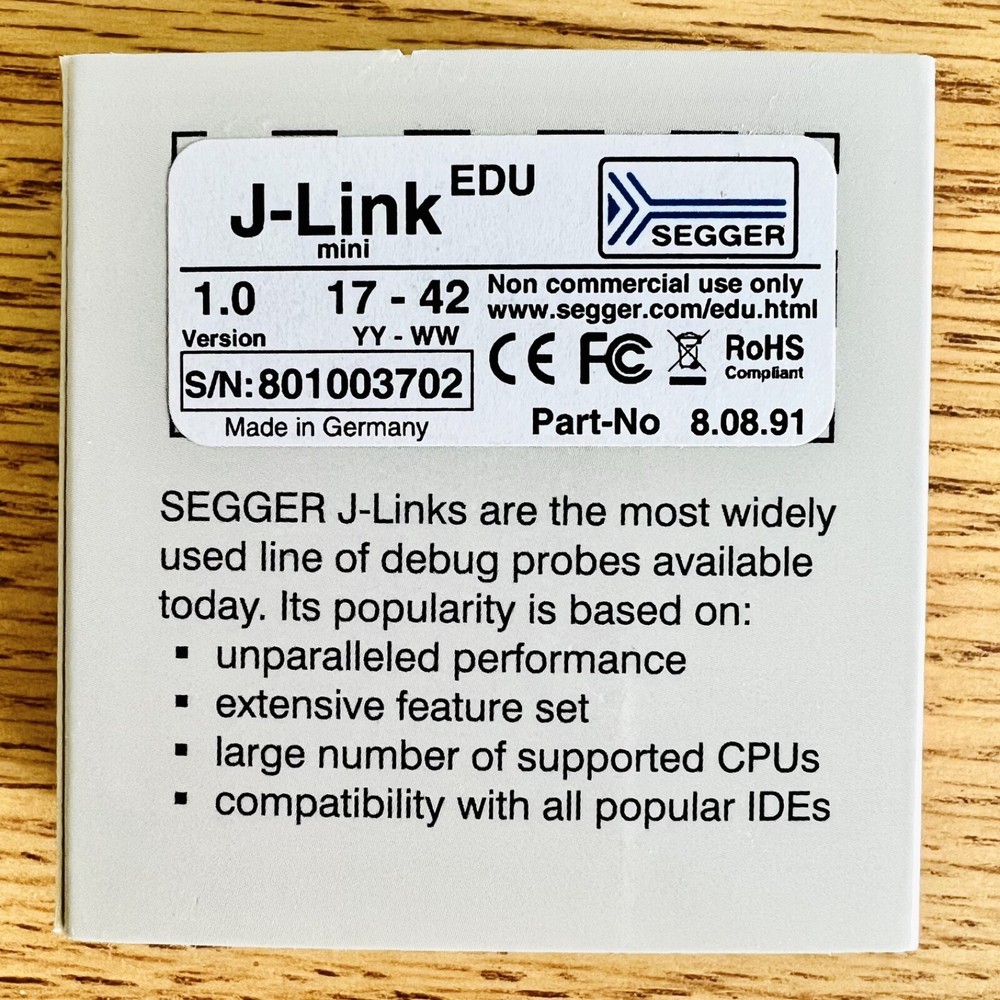 J-Link EDU
mini
SEGGER
1.0 17 - 42
Version YY - WW
Non commercial use only
www.segger.com/edu.html
S/N: 801003702
CE FC RoHS
Compliant
Made in Germany
Part-No 8.08.91
SEGGER J-Links are the most widely
used line of debug probes available
today. Its popularity is based on:
▪ unparalleled performance
▪ extensive feature set
▪ large number of supported CPUs
▪ compatibility with all popular IDEs